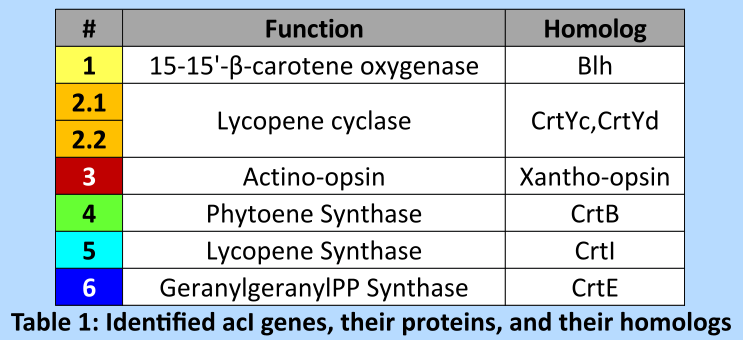 # Function Homolog
1 15-15'-β-carotene oxygenase Blh
2.1
Lycopene cyclase CrtYc,CrtYd
2.2
3 Actino-opsin Xantho-opsin
4 Phytoene Synthase CrtB
5 Lycopene Synthase CrtI
6 GeranylgeranylPP Synthase CrtE
Table 1: Identified acI genes, their proteins, and their homologs